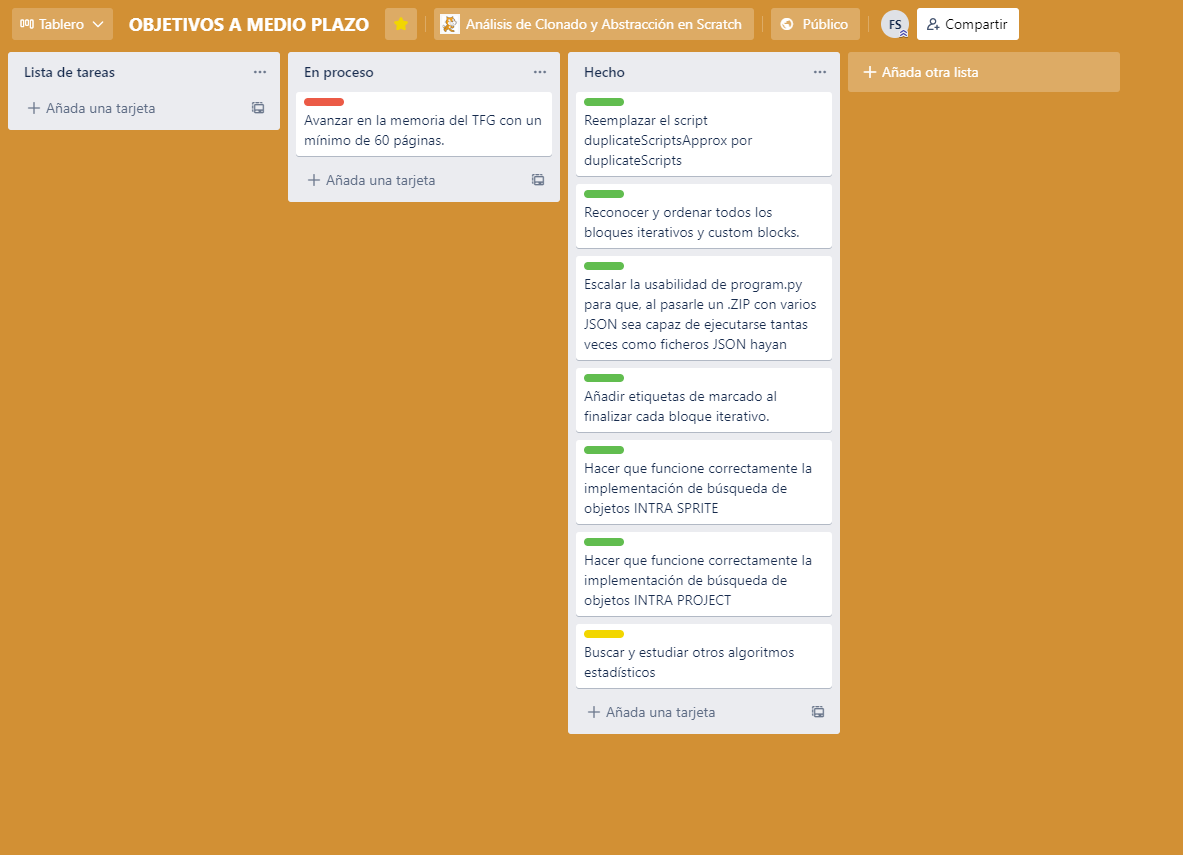 Tablero
OBJETIVOS A MEDIO PLAZO
Análisis de Clonado y Abstracción en Scratch
Público
FS
Compartir
Lista de tareas
Añada una tarjeta
En proceso
Avanzar en la memoria del TFG con un
mínimo de 60 páginas.
Añada una tarjeta
Hecho
Reemplazar el script
duplicateScriptsApprox por
duplicateScripts
Reconocer y ordenar todos los
bloques iterativos y custom blocks.
Escalar la usabilidad de program.py
para que, al pasarle un .ZIP con varios
JSON sea capaz de ejecutarse tantas
veces como ficheros JSON hayan
Añadir etiquetas de marcado al
finalizar cada bloque iterativo.
Hacer que funcione correctamente la
implementación de búsqueda de
objetos INTRA SPRITE
Hacer que funcione correctamente la
implementación de búsqueda de
objetos INTRA PROJECT
Buscar y estudiar otros algoritmos
estadísticos
Añada una tarjeta
Añada otra lista